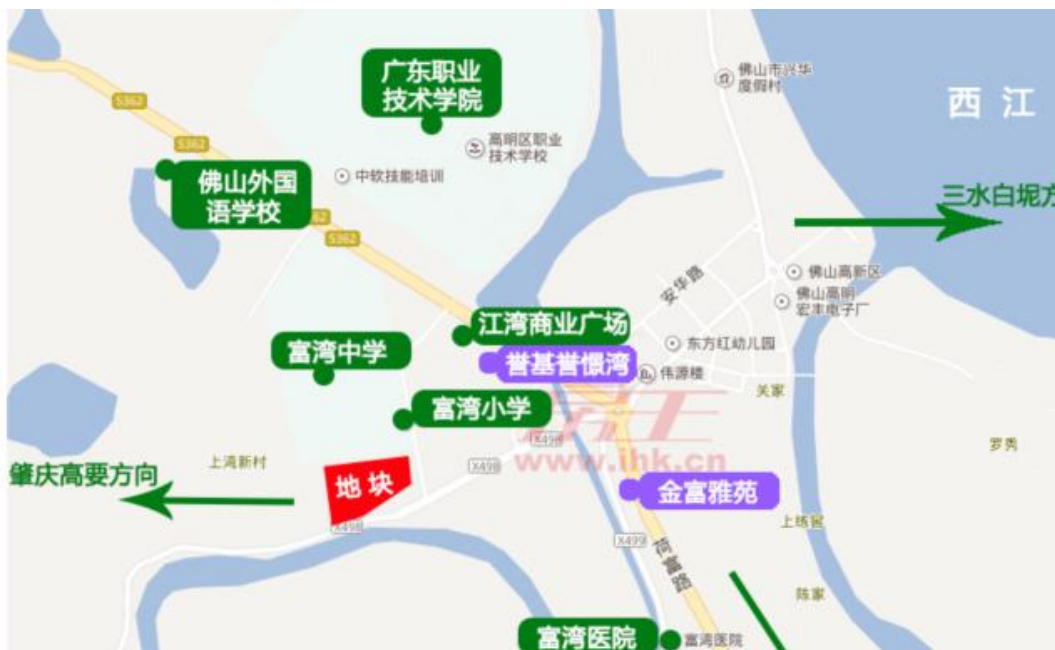 广东职业
技术学院
佛山市兴华
度假村
西江
S362
S362
高明区职业
技术学校
中软技能培训
佛山外国
语学校
三水白坭方
62
S362
佛山高新区
安华路
佛山高明
宏丰电子厂
江湾商业广场
富湾中学
誉基誉憬湾
东方红幼儿园
伟源楼
关家
富湾小学
X498
罗秀
www.ihk.cn
上湾新村
X498
肇庆高要方向
地块
金富雅苑
X498
上练窖
X499
荷富路
陈家
富湾医院
富湾医院